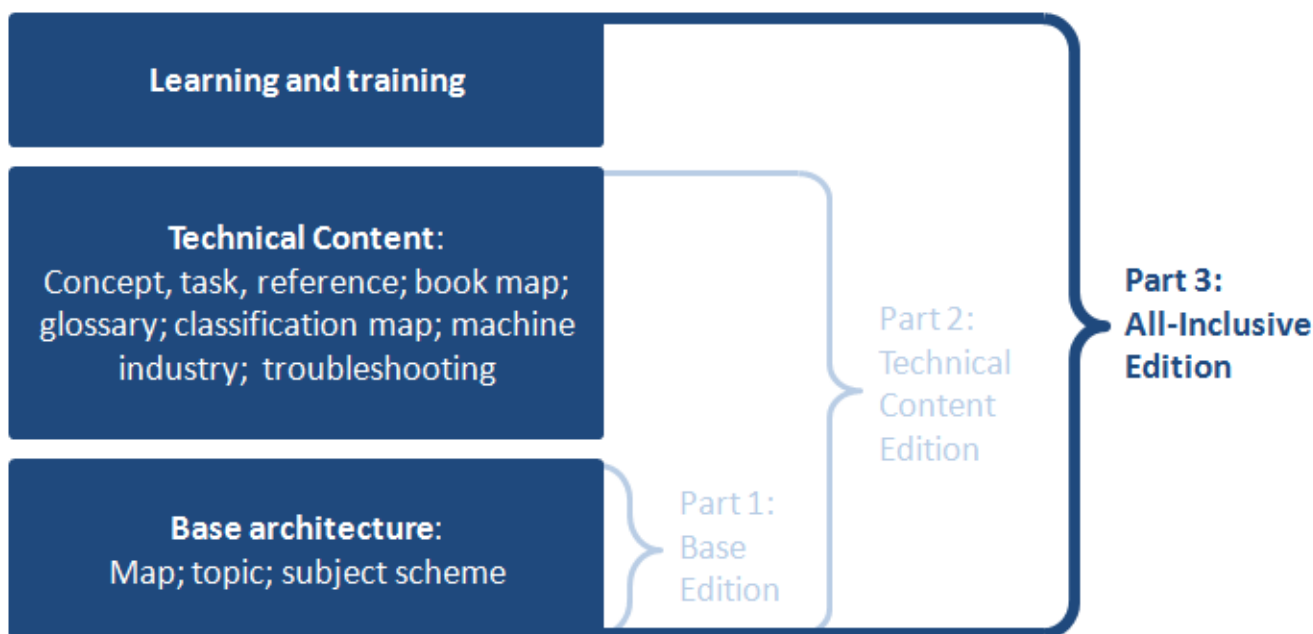 Learning and training
Technical Content:
Concept, task, reference; book map;
glossary; classification map; machine
industry; troubleshooting
Base architecture:
Map; topic; subject scheme
Part 1:
Base
Edition
Part 2:
Technical
Content
Edition
Part 3:
All-Inclusive
Edition